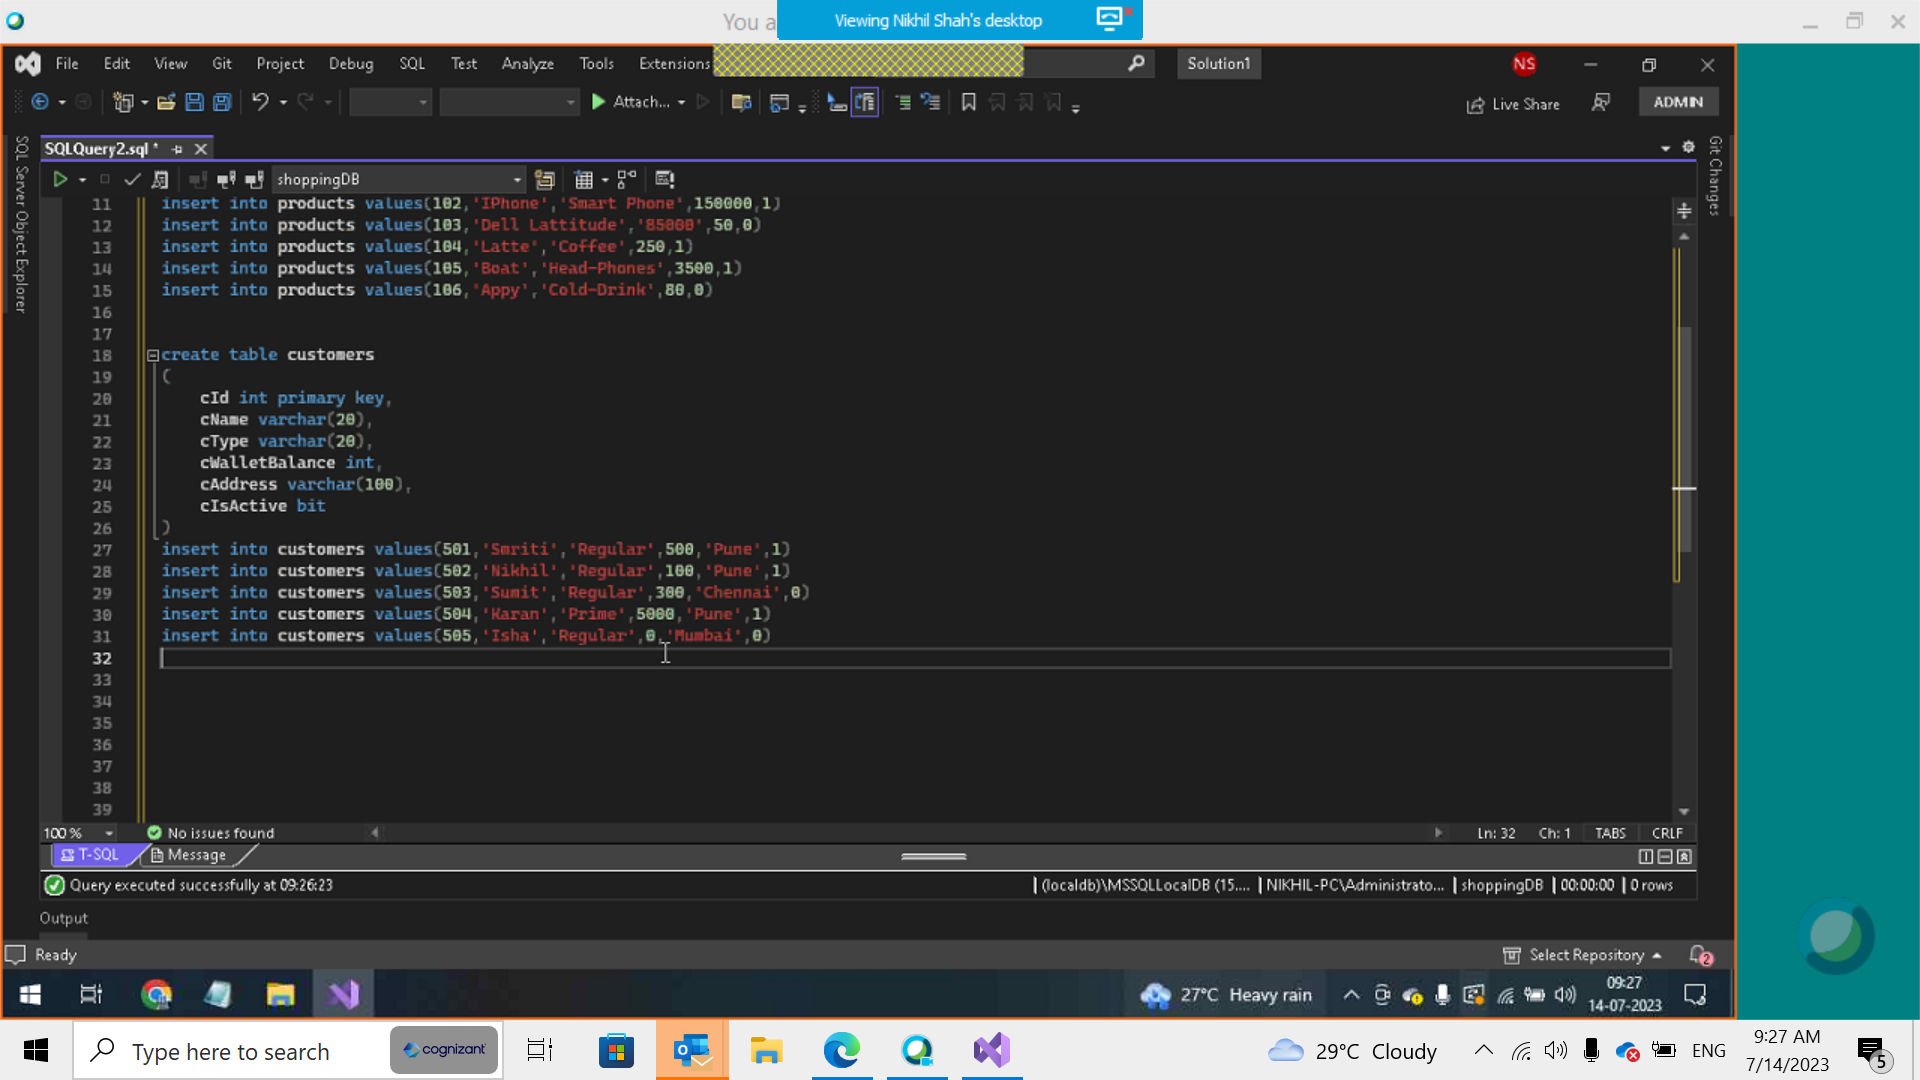 You a
Viewing Nikhil Shah's desktop
File Edit View Git Project Debug SQL Test Analyze Tools Extensions
Solution1
NS
Attach...
Live Share
ADMIN
SQL Server Object Explorer
SQLQuery2.sql *
Git Changes
shoppingDB
11 insert into products values(102,'IPhone','Smart Phone',150000,1)
12 insert into products values(103,'Dell Lattitude','85000',50,0)
13 insert into products values(104,'Latte','Coffee',250,1)
14 insert into products values(105,'Boat','Head-Phones',3500,1)
15 insert into products values(106,'Appy','Cold-Drink',80,0)
16
17
18 create table customers
19 (
20 cId int primary key,
21 cName varchar(20),
22 cType varchar(20),
23 cWalletBalance int,
24 cAddress varchar(100),
25 cIsActive bit
26 )
27 insert into customers values(501,'Smriti','Regular',500,'Pune',1)
28 insert into customers values(502,'Nikhil','Regular',100,'Pune',1)
29 insert into customers values(503,'Sumit','Regular',300,'Chennai',0)
30 insert into customers values(504,'Karan','Prime',5000,'Pune',1)
31 insert into customers values(505,'Isha','Regular',0,'Mumbai',0)
32
33
34
35
36
37
38
39
100 %
No issues found
Ln: 32 Ch: 1 TABS CRLF
T-SQL
Message
Query executed successfully at 09:26:23
(localdb)\MSSQLLocalDB (15.... NIKHIL-PC\Administrato... shoppingDB 00:00:00 0 rows
Output
Ready
Select Repository
2
27°C Heavy rain
09:27
14-07-2023
Type here to search
cognizant
29°C Cloudy
ENG
9:27 AM
7/14/2023
5